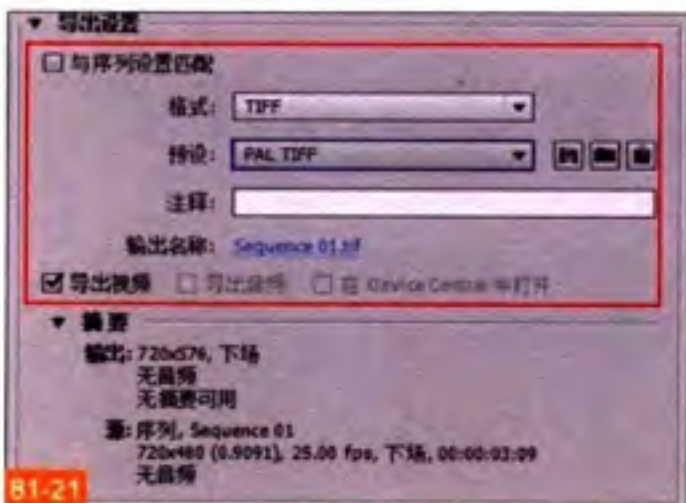 导出设置
与序列设置匹配
格式: TIFF
预设: PAL TIFF
注释:
输出名称: Sequence 01.tif
导出视频 导出音频 在 Device Central 中打开
摘要
输出: 720x576, 下场
无音频
无摘要可用
源: 序列, Sequence 01
720x480 (0.9091), 25.00 fps, 下场, 00:00:03:09
无音频
81-21